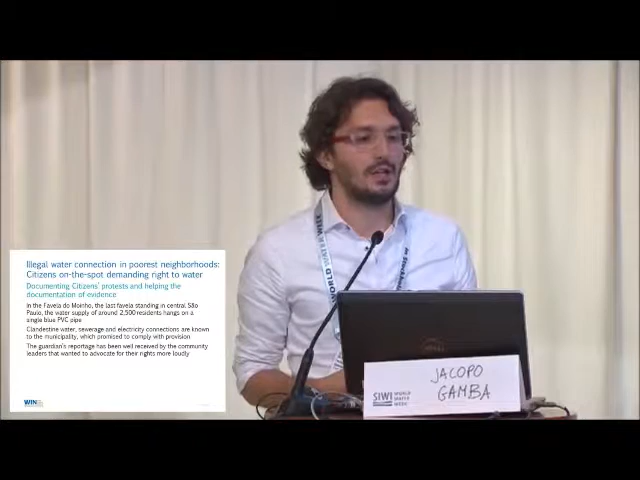 Illegal water connection in poorest neighborhoods:
Citizens on-the-spot demanding right to water
Documenting Citizens' protests and helping the
documentation of evidence
In the Favela do Moinho, the last favela standing in central São
Paulo, the water supply of around 2,500 residents hangs on a
single blue PVC pipe
Clandestine water, sewerage and electricity connections are known
to the municipality, which promised to comply with provision
The guardian's reportage has been well received by the community
leaders that wanted to advocate for their rights more loudly
WIN
WORLD WATER
DELL
JACOPO
GAMBA
SIWI WORLD
WATER
WEEK